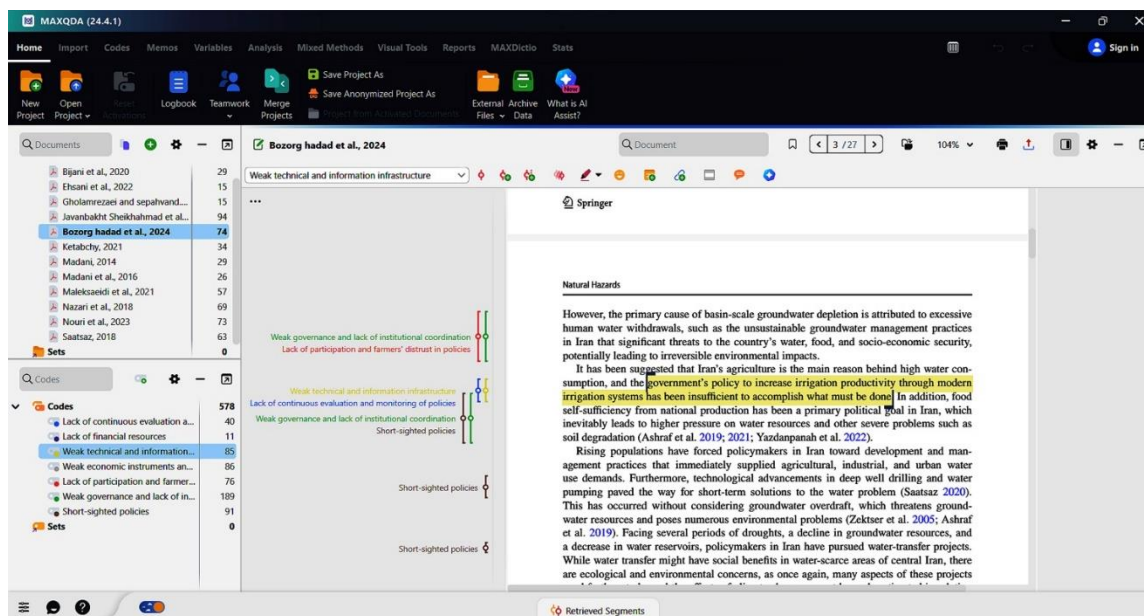 MAXQDA (24.4.1)
Home Import Codes Memos Variables Analysis Mixed Methods Visual Tools Reports MAXDictio Stats
Sign in
New Project
Open Project
Reset Activations
Logbook
Teamwork
Merge Projects
Save Project As
Save Anonymized Project As
Project from Activated Documents
External Files
Archive Data
New
What is AI Assist?
Documents
Bijani et al., 2020 29
Ehsani et al., 2022 15
Gholamrezaei and sepahvand.... 15
Javanbakht Sheikhahmad et al... 94
Bozorg hadad et al., 2024 74
Ketabchy, 2021 34
Madani, 2014 29
Madani et al., 2016 26
Maleksaeidi et al., 2021 57
Nazari et al., 2018 69
Nouri et al., 2023 73
Saatsaz, 2018 63
Sets 0
Codes
Codes 578
Lack of continuous evaluation a... 40
Lack of financial resources 11
Weak technical and information... 85
Weak economic instruments an... 86
Lack of participation and farmer... 76
Weak governance and lack of in... 189
Short-sighted policies 91
Sets 0
Bozorg hadad et al., 2024
Document
3 / 27
104%
Weak technical and information infrastructure
...
Weak governance and lack of institutional coordination
Lack of participation and farmers' distrust in policies
Weak technical and information infrastructure
Lack of continuous evaluation and monitoring of policies
Weak governance and lack of institutional coordination
Short-sighted policies
Short-sighted policies
Short-sighted policies
Springer
Natural Hazards
However, the primary cause of basin-scale groundwater depletion is attributed to excessive
human water withdrawals, such as the unsustainable groundwater management practices
in Iran that significant threats to the country's water, food, and socio-economic security,
potentially leading to irreversible environmental impacts.
It has been suggested that Iran's agriculture is the main reason behind high water con-
sumption, and the government's policy to increase irrigation productivity through modern
irrigation systems has been insufficient to accomplish what must be done. In addition, food
self-sufficiency from national production has been a primary political goal in Iran, which
inevitably leads to higher pressure on water resources and other severe problems such as
soil degradation (Ashraf et al. 2019; 2021; Yazdanpanah et al. 2022).
Rising populations have forced policymakers in Iran toward development and man-
agement practices that immediately supplied agricultural, industrial, and urban water
use demands. Furthermore, technological advancements in deep well drilling and water
pumping paved the way for short-term solutions to the water problem (Saatsaz 2020).
This has occurred without considering groundwater overdraft, which threatens ground-
water resources and poses numerous environmental problems (Zektser et al. 2005; Ashraf
et al. 2019). Facing several periods of droughts, a decline in groundwater resources, and
a decrease in water reservoirs, policymakers in Iran have pursued water-transfer projects.
While water transfer might have social benefits in water-scarce areas of central Iran, there
are ecological and environmental concerns, as once again, many aspects of these projects
Retrieved Segments